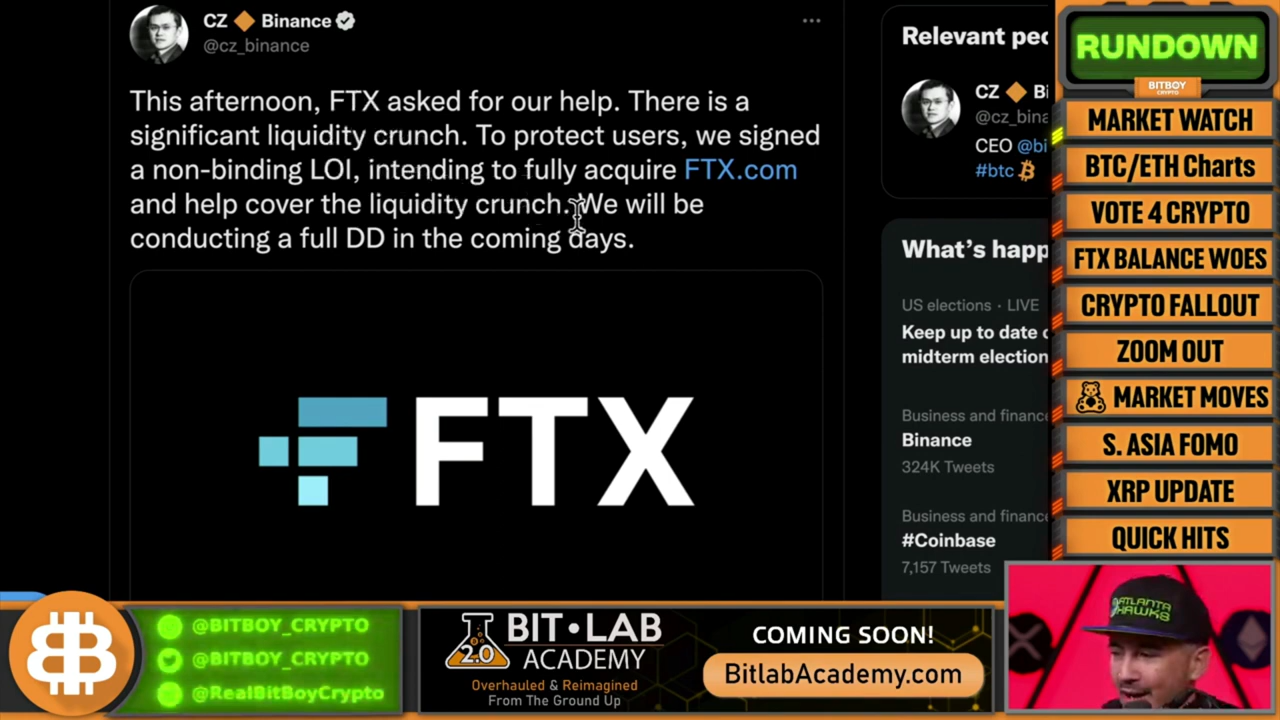 CZ 🔶 Binance
@cz_binance
This afternoon, FTX asked for our help. There is a
significant liquidity crunch. To protect users, we signed
a non-binding LOI, intending to fully acquire FTX.com
and help cover the liquidity crunch. We will be
conducting a full DD in the coming days.
FTX
Relevant peo
CZ 🔶 Bi
@cz_bina
CEO @bi
#btc
What's happ
US elections · LIVE
Keep up to date o
midterm election
Business and finance
Binance
324K Tweets
Business and finance
#Coinbase
7,157 Tweets
RUNDOWN
BITBOY
CRYPTO
MARKET WATCH
BTC/ETH Charts
VOTE 4 CRYPTO
FTX BALANCE WOES
CRYPTO FALLOUT
ZOOM OUT
MARKET MOVES
S. ASIA FOMO
XRP UPDATE
QUICK HITS
@BITBOY_CRYPTO
@BITBOY_CRYPTO
@RealBitBoyCrypto
2.0
BIT•LAB
ACADEMY
Overhauled & Reimagined
From The Ground Up
COMING SOON!
BitlabAcademy.com
ATLANTA
HAWKS